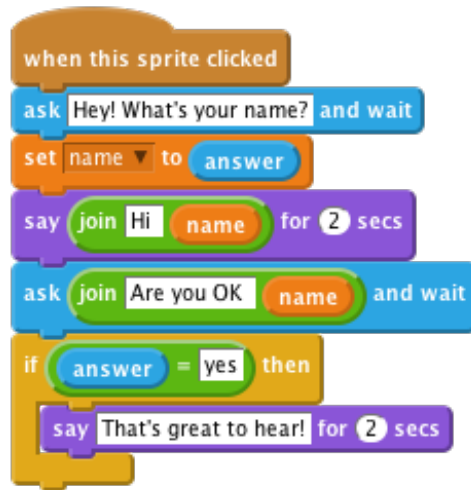 when this sprite clicked
ask Hey! What's your name? and wait
set name to answer
say join Hi name for 2 secs
ask join Are you OK name and wait
if answer = yes then
say That's great to hear! for 2 secs